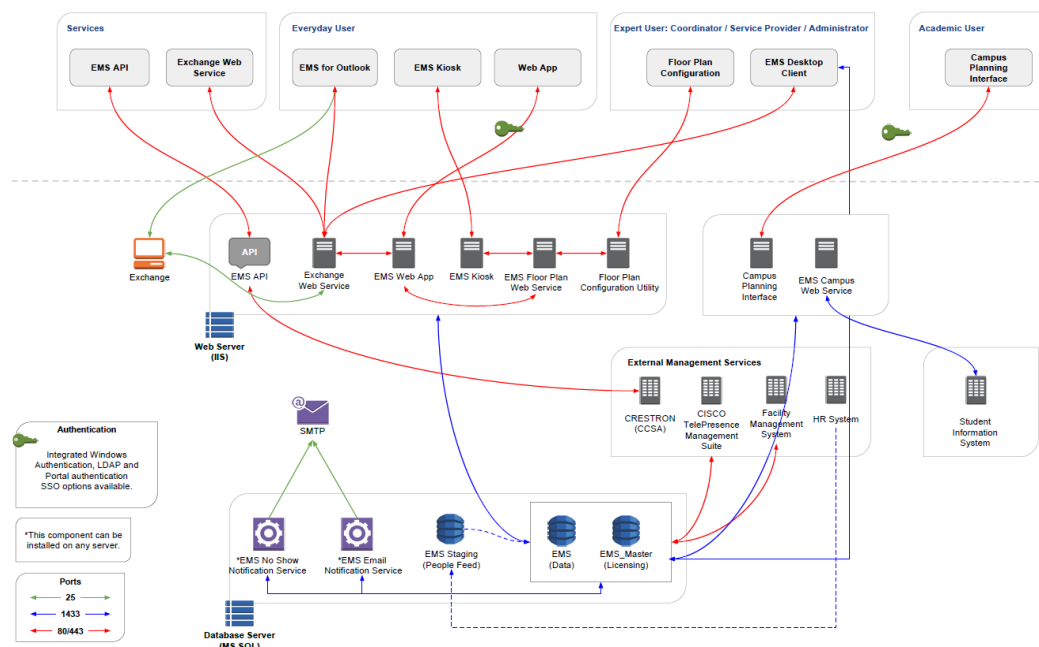 Services
Everyday User
Expert User: Coordinator / Service Provider / Administrator
Academic User
EMS API
Exchange Web
Service
EMS for Outlook
EMS Kiosk
Web App
Floor Plan
Configuration
EMS Desktop
Client
Campus
Planning
Interface
Exchange
API
EMS API
Exchange
Web Service
EMS Web App
EMS Kiosk
EMS Floor Plan
Web Service
Floor Plan
Configuration Utility
Campus
Planning
Interface
EMS Campus
Web Service
Web Server
(IIS)
External Management Services
CRESTRON
(CCSA)
CISCO
TelePresence
Management
Suite
Facility
Management
System
HR System
Student
Information
System
@
SMTP
Authentication
Integrated Windows
Authentication, LDAP and
Portal authentication
SSO options available.
*This component can be
installed on any server.
Ports
25
1433
80/443
*EMS No Show
Notification Service
*EMS Email
Notification Service
EMS Staging
(People Feed)
EMS
(Data)
EMS_Master
(Licensing)
Database Server
(MS SQL)